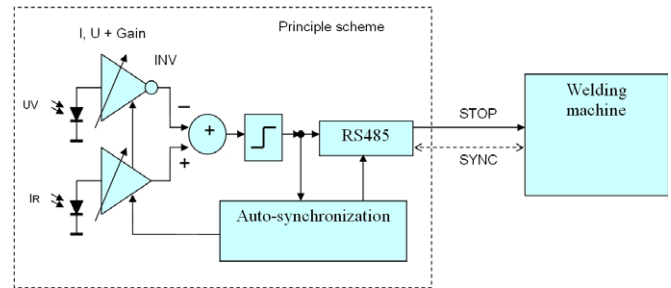 Principle scheme
I, U + Gain
INV
UV
−
+
+
IR
RS485
STOP
SYNC
Welding
machine
Auto-synchronization